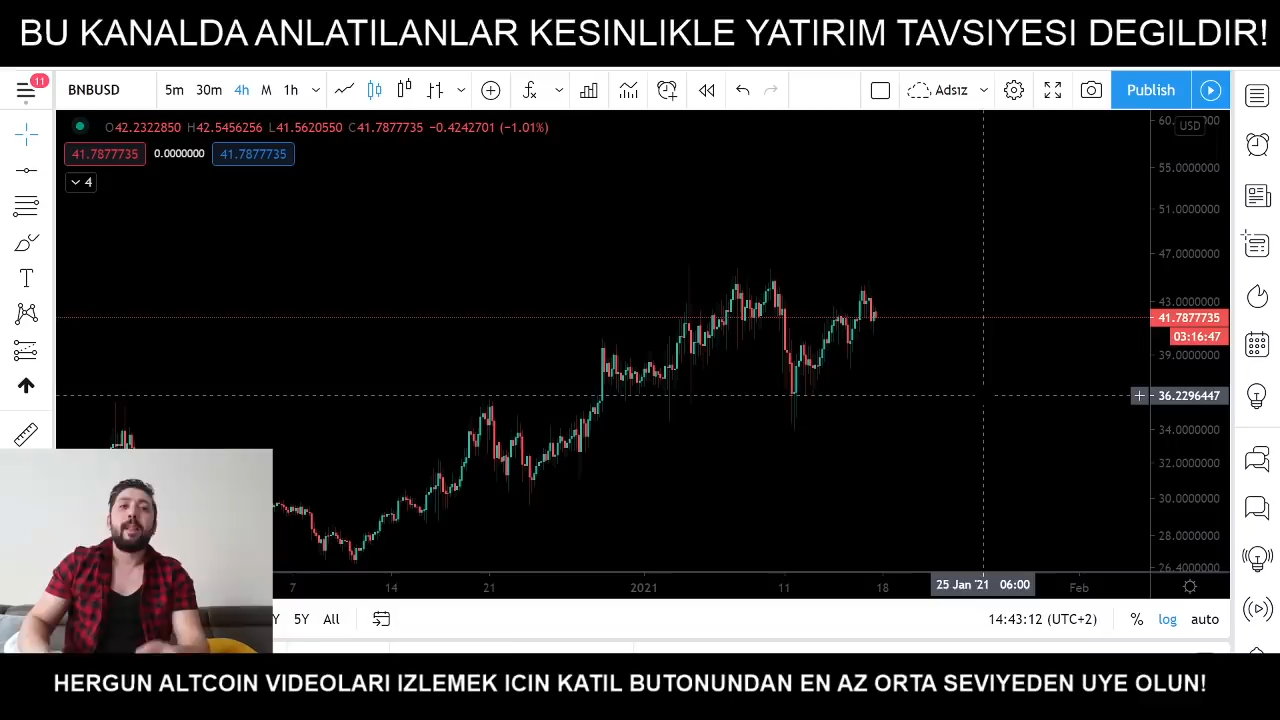 BU KANALDA ANLATILANLAR KESINLIKLE YATIRIM TAVSIYESI DEGILDIR!
11
BNBUSD 5m 30m 4h M 1h Adsız Publish
O42.2322850 H42.5456256 L41.5620550 C41.7877735 −0.4242701 (−1.01%)
41.7877735 0.0000000 41.7877735
4
USD
55.0000000
51.0000000
47.0000000
43.0000000
41.7877735
03:16:47
39.0000000
36.2296447
34.0000000
32.0000000
30.0000000
28.0000000
26.4000000
7 14 21 2021 11 18 25 Jan '21 06:00 Feb
5Y All 14:43:12 (UTC+2) % log auto
HERGUN ALTCOIN VIDEOLARI IZLEMEK ICIN KATIL BUTONUNDAN EN AZ ORTA SEVIYEDEN UYE OLUN!